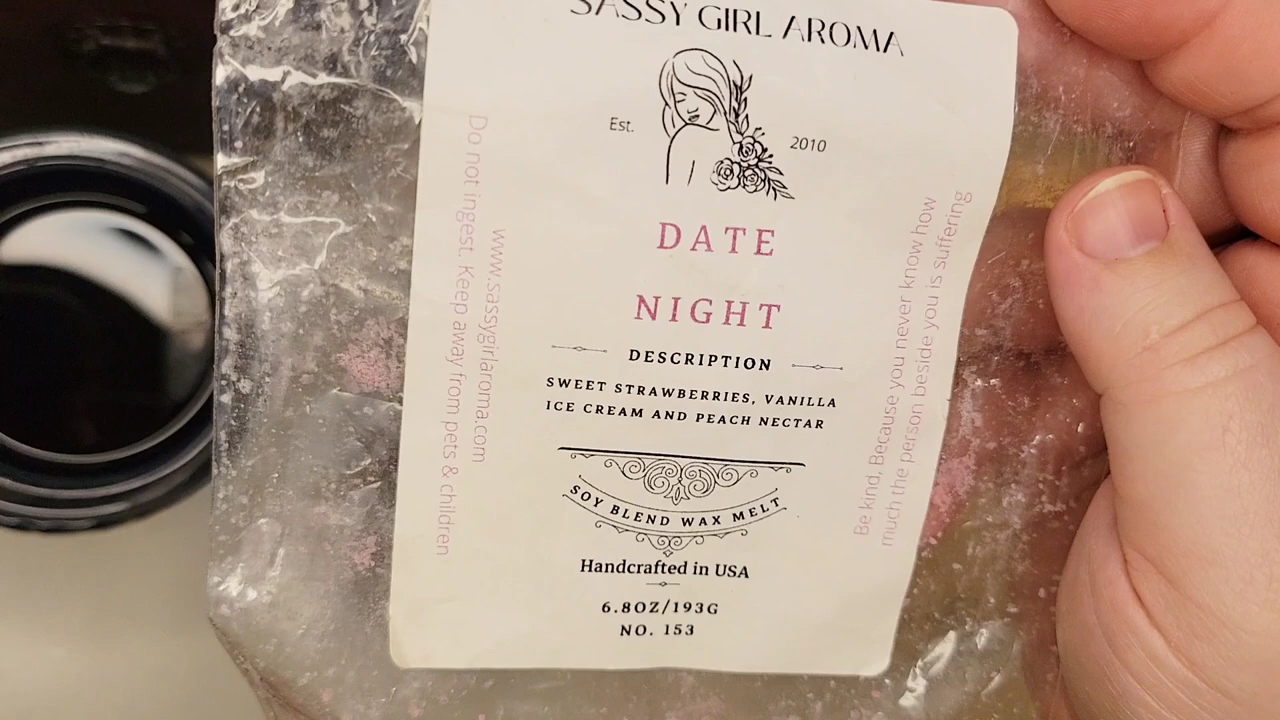 SASSY GIRL AROMA
Est.
2010
DATE
NIGHT
DESCRIPTION
SWEET STRAWBERRIES, VANILLA
ICE CREAM AND PEACH NECTAR
SOY BLEND WAX MELT
Handcrafted in USA
6.8OZ/193G
NO. 153
www.sassygirlaroma.com
Do not ingest. Keep away from pets & children
Be kind, Because you never know how
much the person beside you is suffering